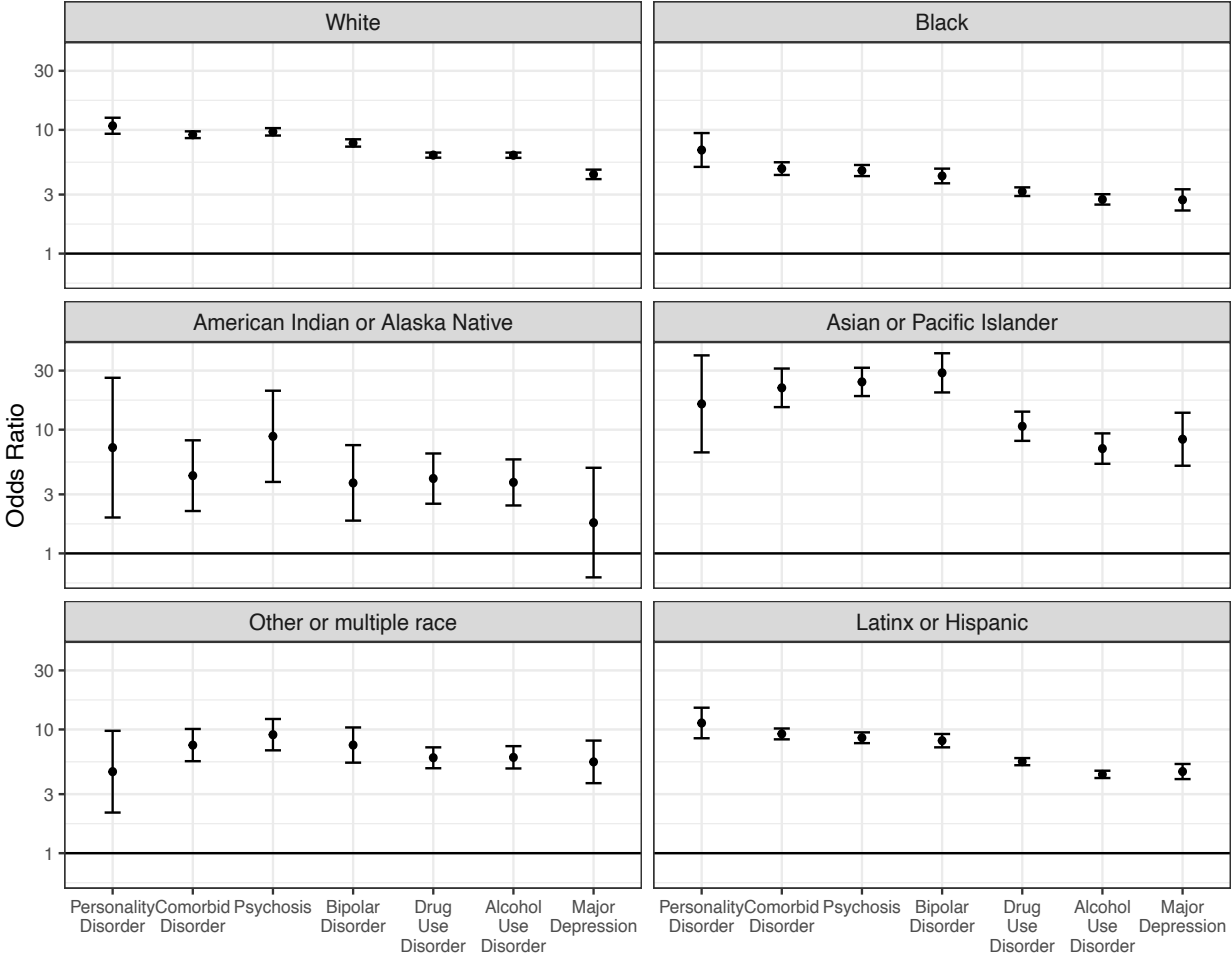 White
Black
30
10
3
1
American Indian or Alaska Native
Asian or Pacific Islander
30
10
3
1
Odds Ratio
Other or multiple race
Latinx or Hispanic
30
10
3
1
Personality Comorbid Psychosis Bipolar Drug Alcohol Major
Disorder Disorder Disorder Use Use Depression
Disorder Disorder
Personality Comorbid Psychosis Bipolar Drug Alcohol Major
Disorder Disorder Disorder Use Use Depression
Disorder Disorder